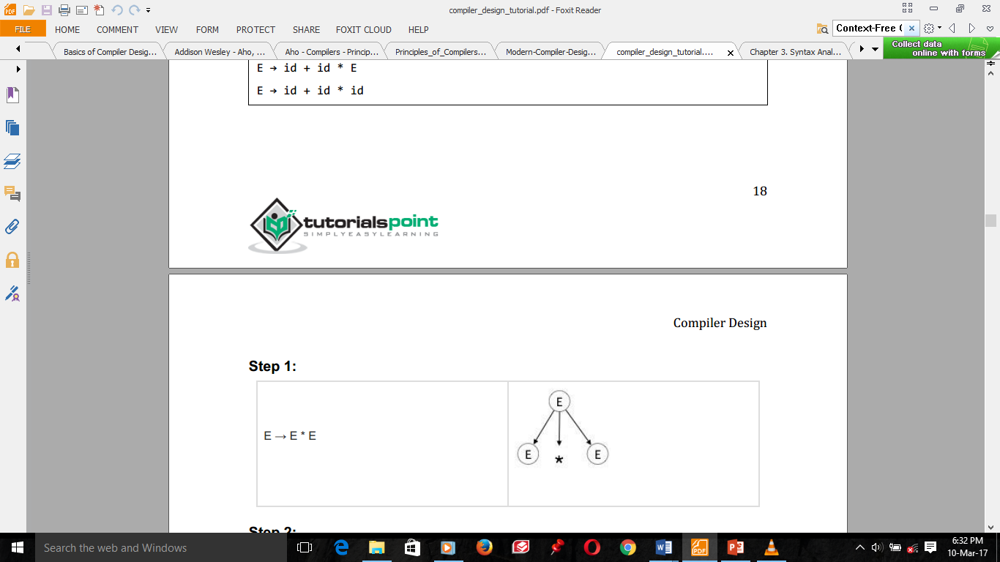 compiler_design_tutorial.pdf - Foxit Reader
FILE HOME COMMENT VIEW FORM PROTECT SHARE FOXIT CLOUD HELP
Context-Free (
Basics of Compiler Desig...
Addison Wesley - Aho, ...
Aho - Compilers - Princip...
Principles_of_Compilers...
Modern-Compiler-Desig...
compiler_design_tutorial....
Chapter 3. Syntax Anal...
Collect data
online with forms
E → id + id * E
E → id + id * id
18
tutorialspoint
SIMPLYEASYLEARNING
Compiler Design
Step 1:
E → E * E
E
E * E
Step 2:
Search the web and Windows
6:32 PM
10-Mar-17